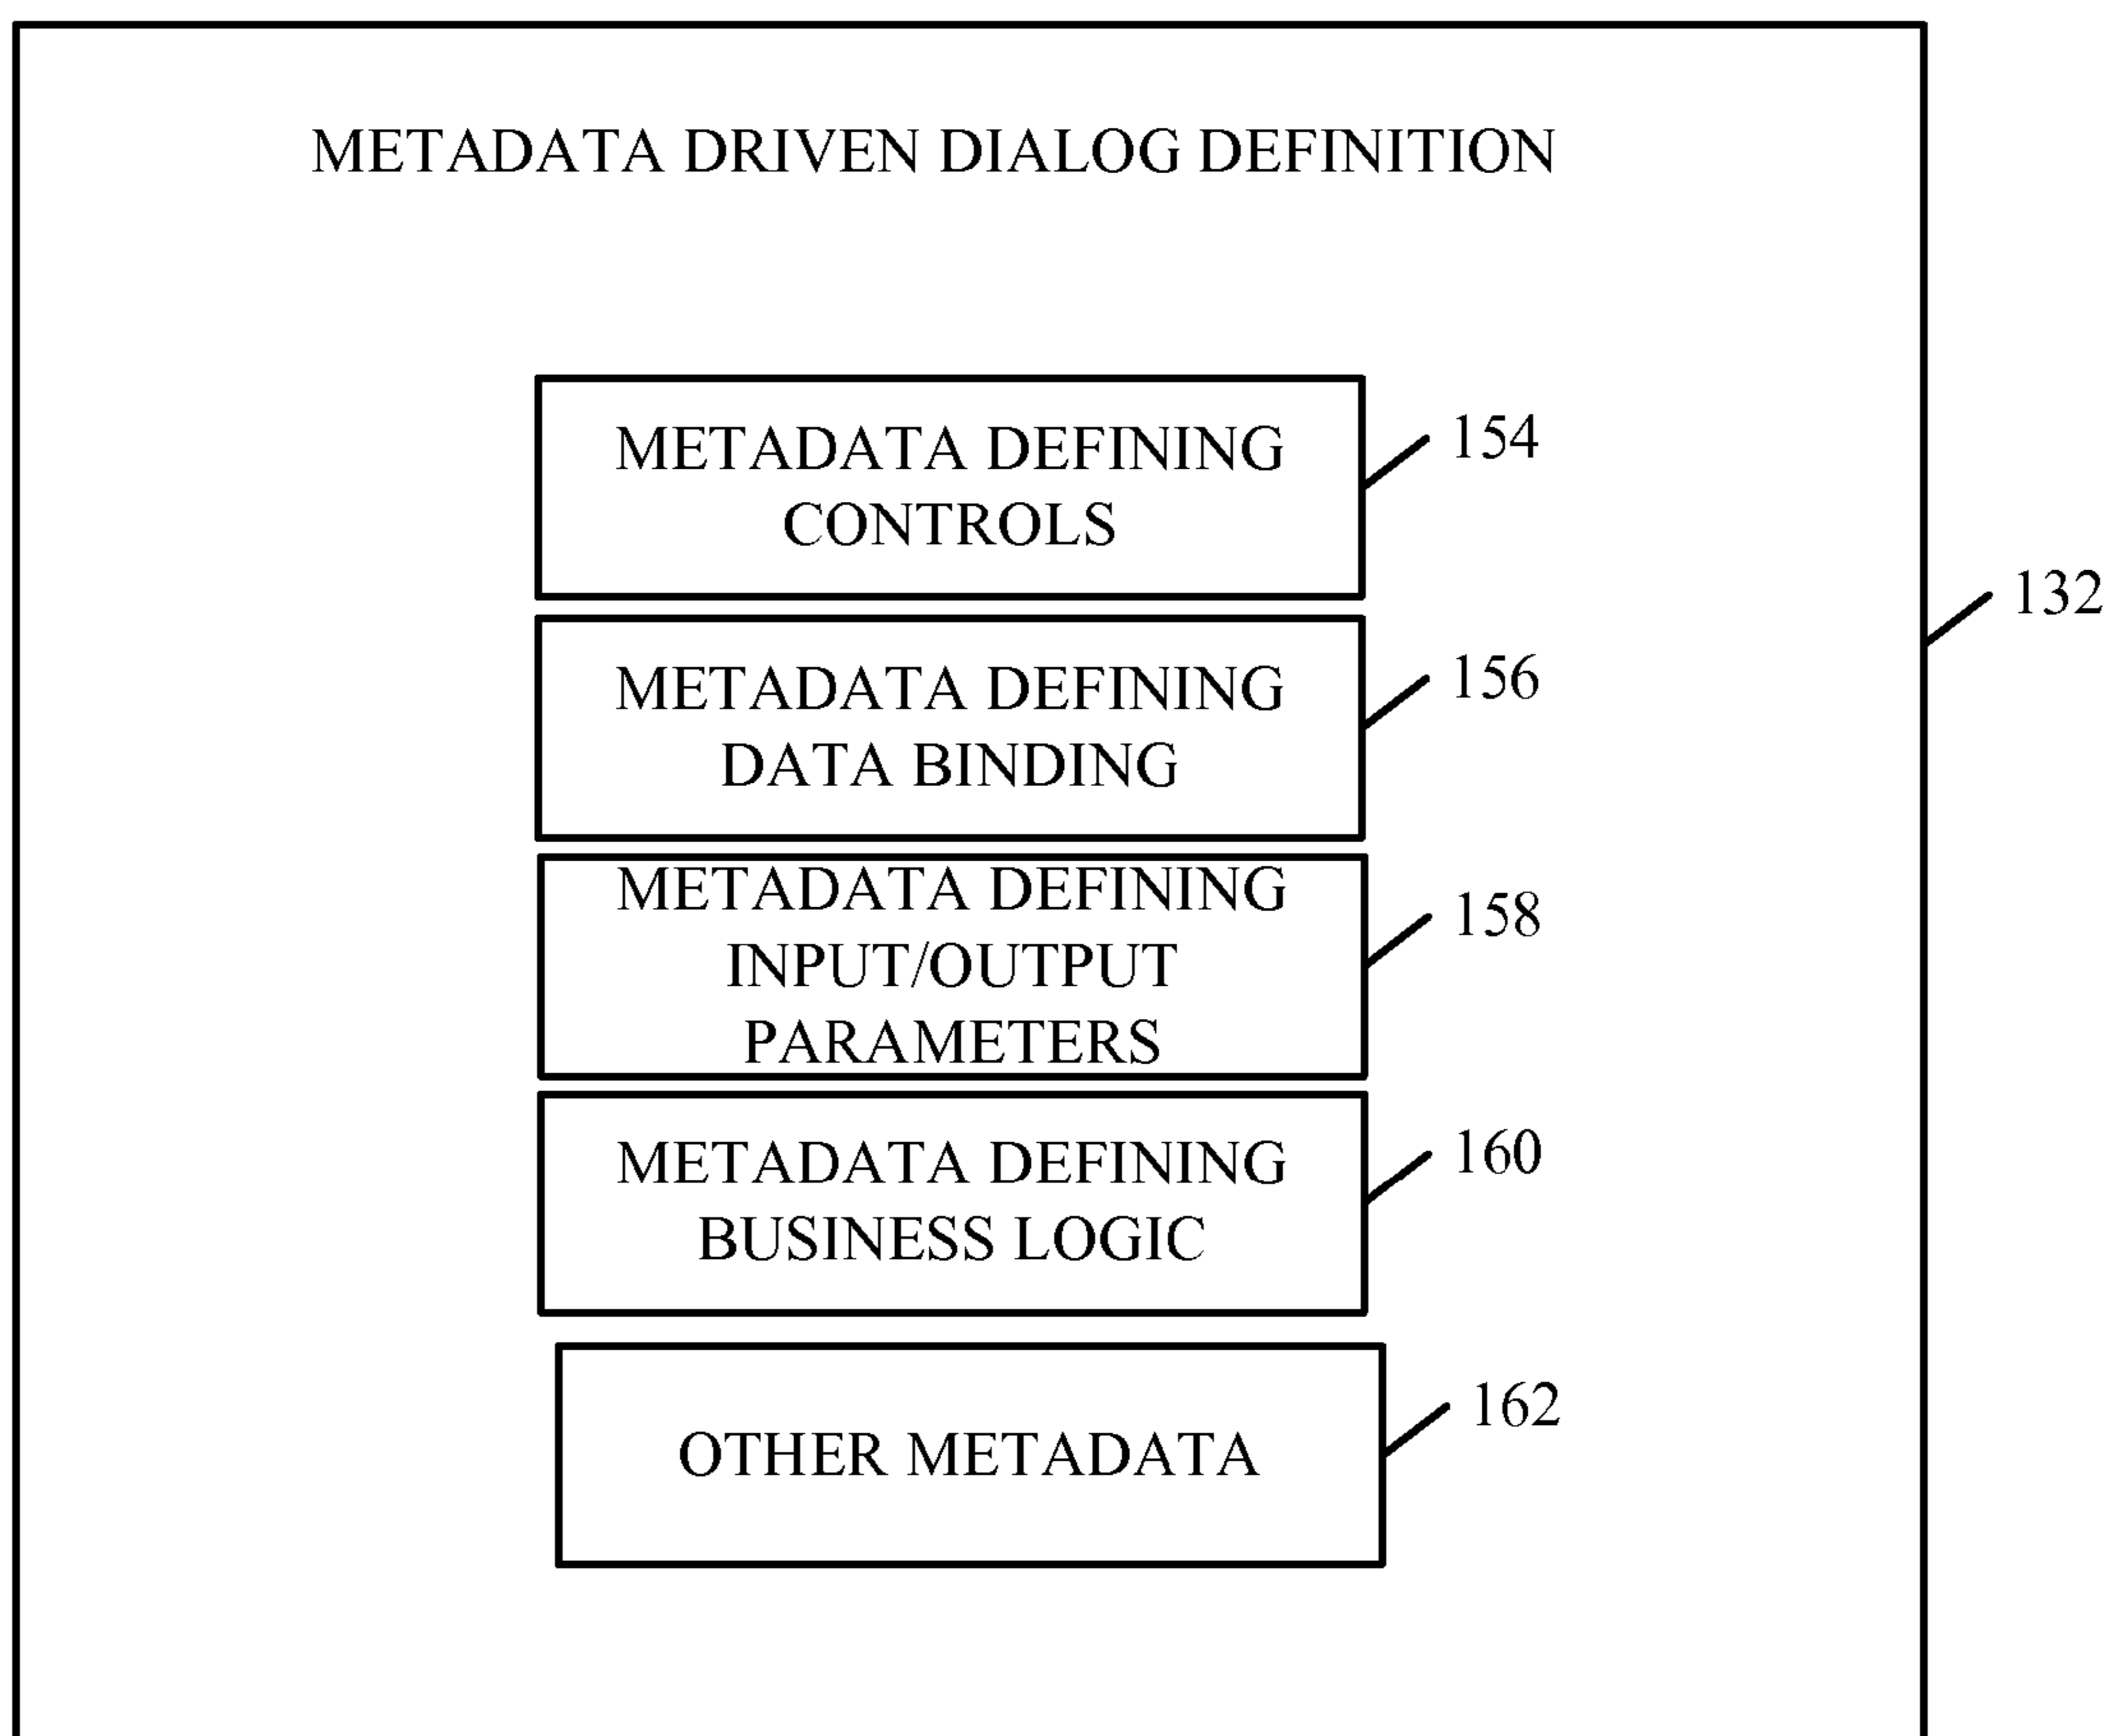 METADATA DRIVEN DIALOG DEFINITION
METADATA DEFINING
CONTROLS
154
132
METADATA DEFINING
DATA BINDING
156
METADATA DEFINING
INPUT/OUTPUT
PARAMETERS
158
METADATA DEFINING
BUSINESS LOGIC
160
OTHER METADATA
162